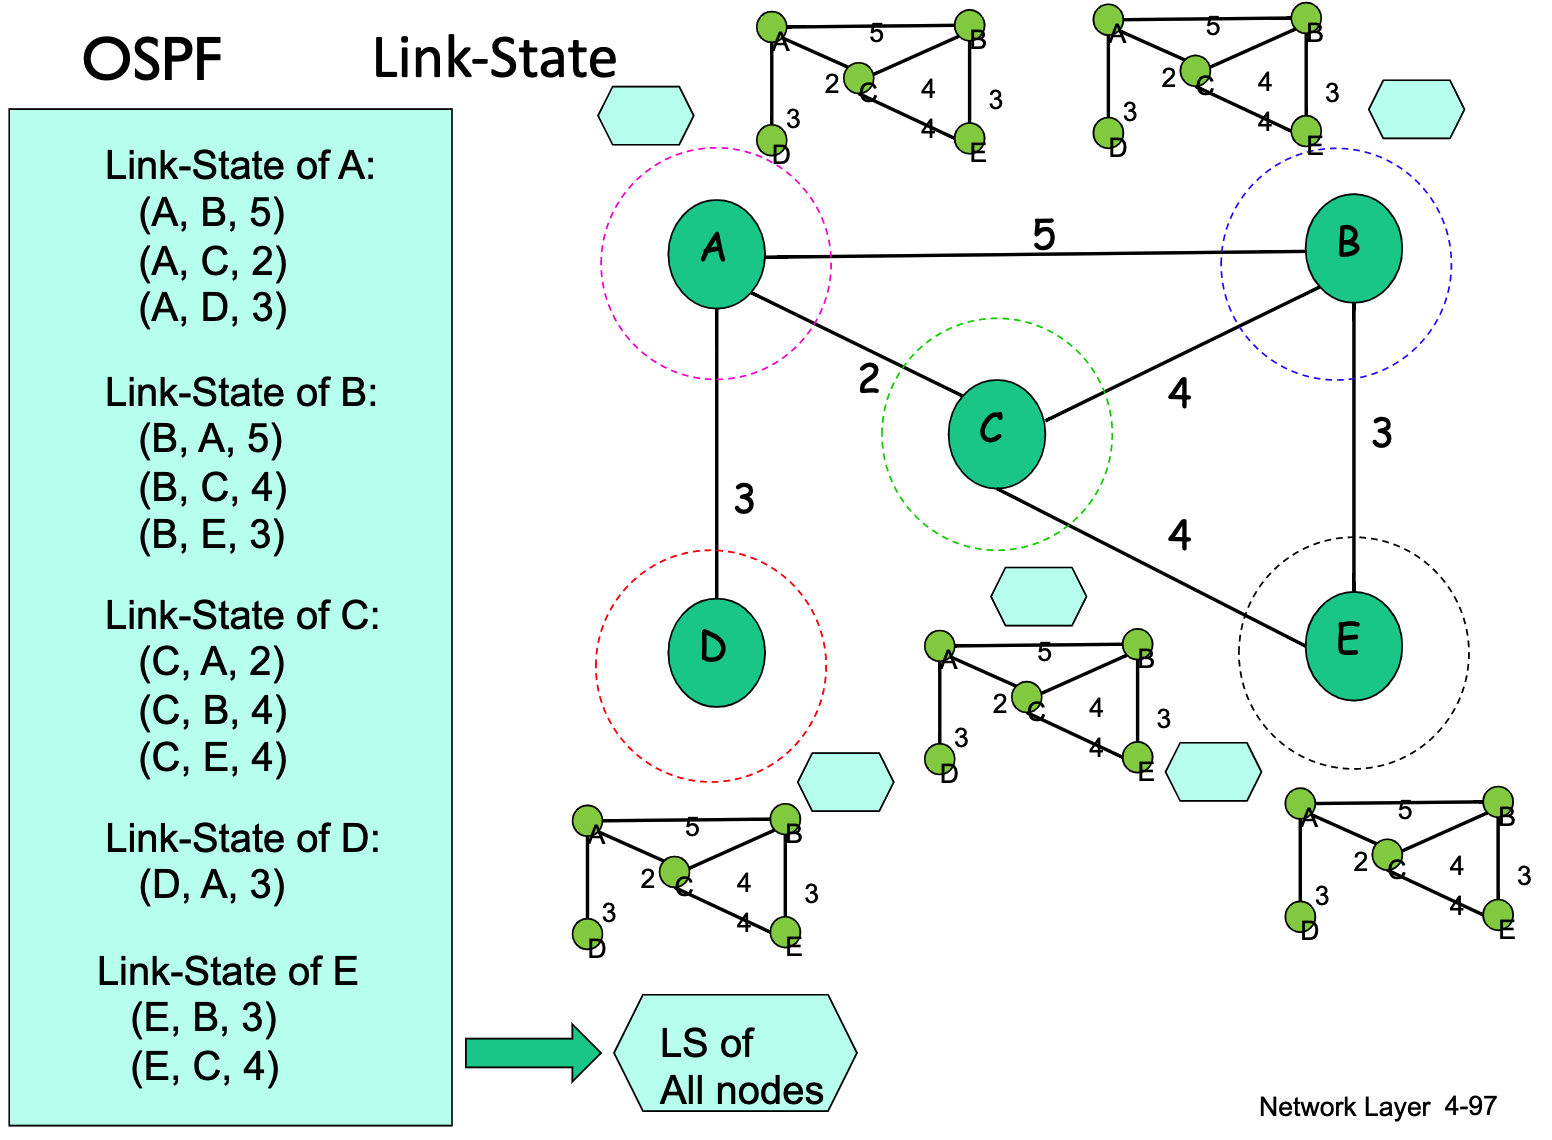 OSPF Link-State
Link-State of A:
(A, B, 5)
(A, C, 2)
(A, D, 3)
Link-State of B:
(B, A, 5)
(B, C, 4)
(B, E, 3)
Link-State of C:
(C, A, 2)
(C, B, 4)
(C, E, 4)
Link-State of D:
(D, A, 3)
Link-State of E
(E, B, 3)
(E, C, 4)
LS of
All nodes
A
5
B
2
C
4
3
3
4
D
E
A
5
B
2
C
4
3
3
4
D
E
A
5
B
2
C
4
3
3
4
D
E
A
5
B
2
C
4
3
3
4
D
E
A
5
B
2
C
4
3
3
4
D
E
A
5
B
2
C
4
3
3
4
D
E
Network Layer 4-97